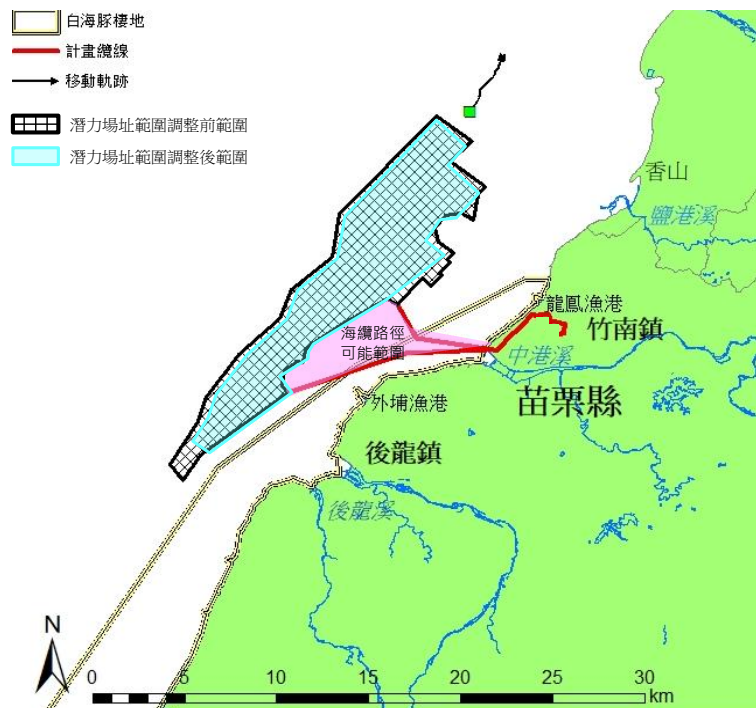 白海豚棲地
計畫纜線
移動軌跡
潛力場址範圍調整前範圍
潛力場址範圍調整後範圍
香山
鹽港溪
龍鳳漁港
竹南鎮
海纜路徑
可能範圍
中港溪
苗栗縣
外埔漁港
後龍鎮
後龍溪
N
0 5 10 15 20 25 30
km